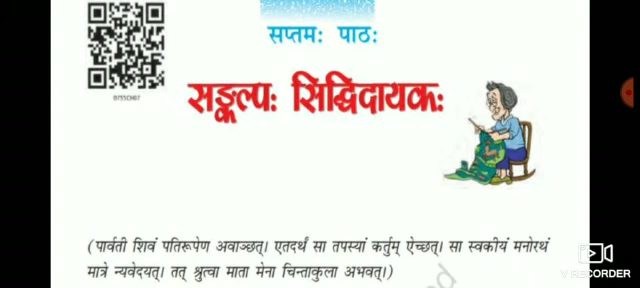 0755CH07
सप्तमः पाठः
सङ्कल्पः सिद्धिदायकः
(पार्वती शिवं पतिरूपेण अवाञ्छत्। एतदर्थं सा तपस्यां कर्तुम् ऐच्छत्। सा स्वकीयं मनोरथं
मात्रे न्यवेदयत्। तत् श्रुत्वा माता मेना चिन्ताकुला अभवत्।)
V RECORDER